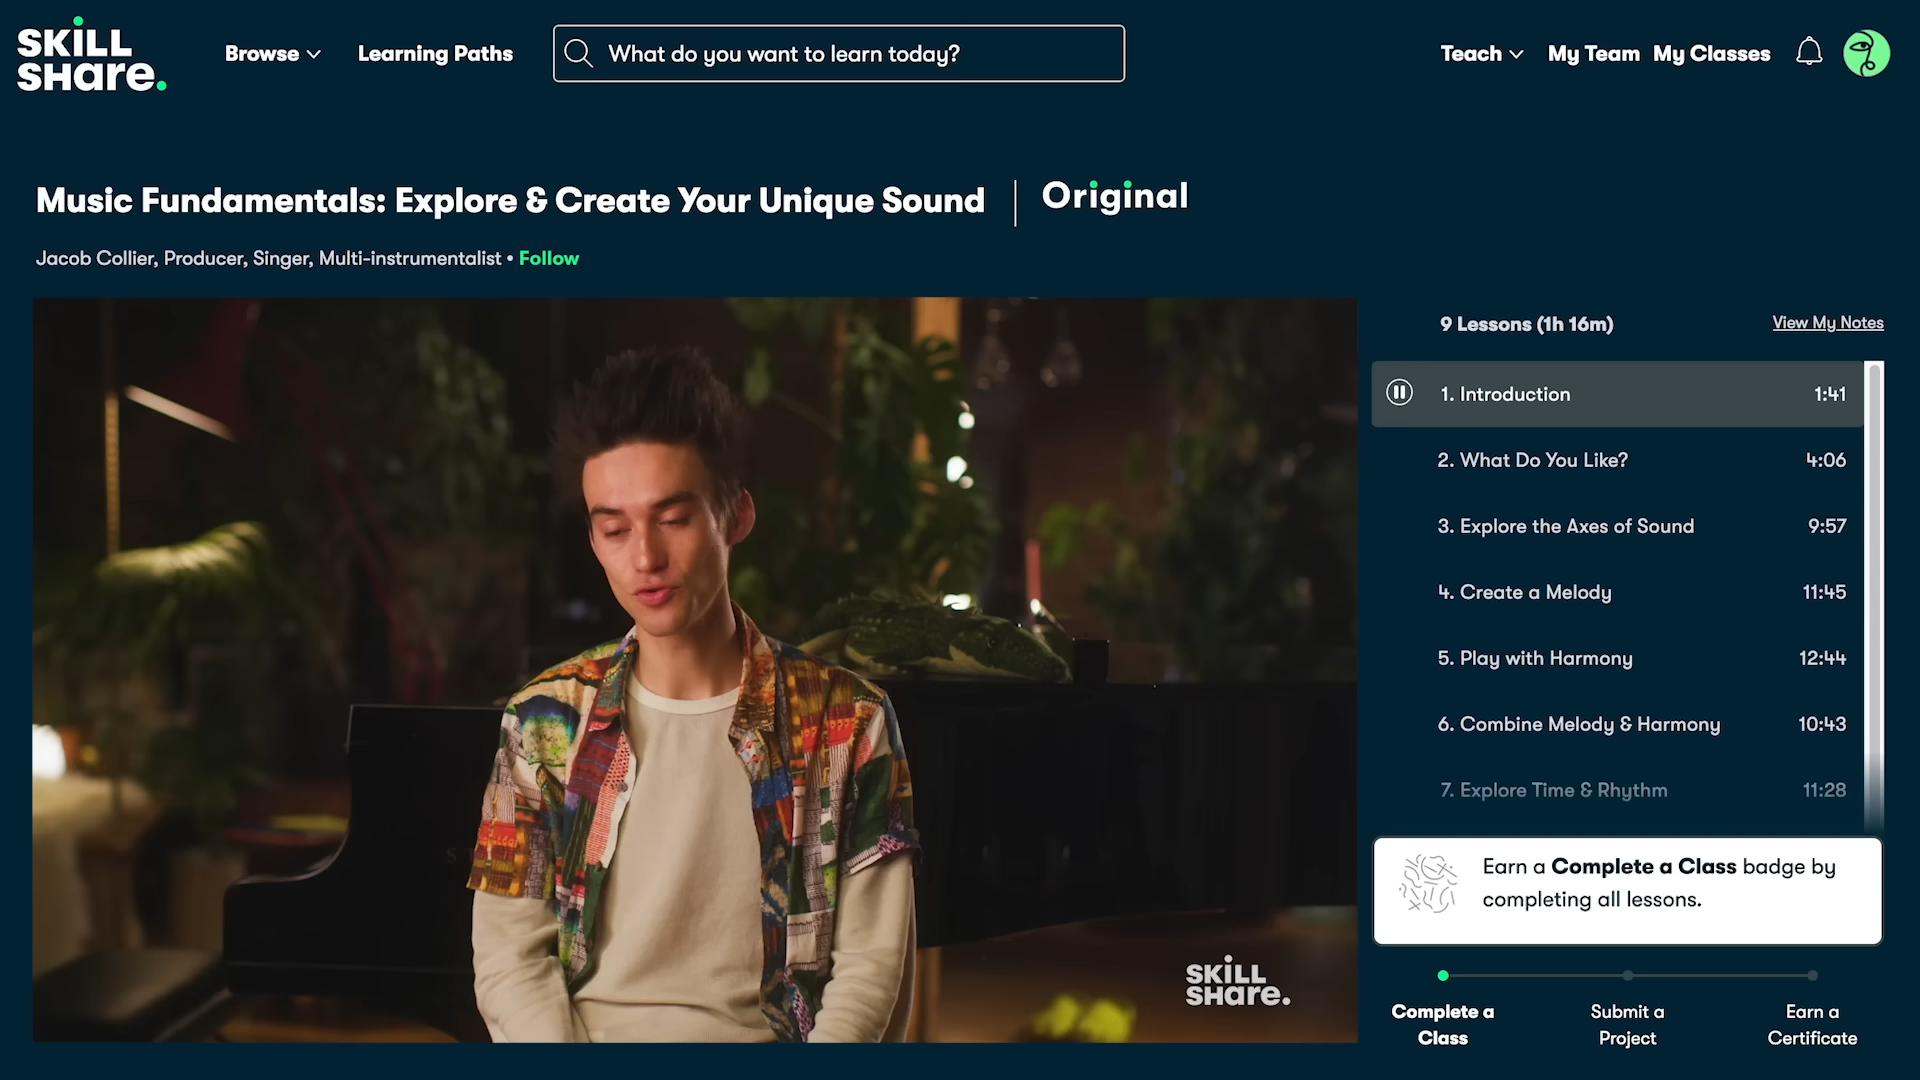 SKILL
SHARE.
Browse
Learning Paths
What do you want to learn today?
Teach
My Team
My Classes
Music Fundamentals: Explore & Create Your Unique Sound
Original
Jacob Collier, Producer, Singer, Multi-instrumentalist • Follow
9 Lessons (1h 16m)
View My Notes
1. Introduction 1:41
2. What Do You Like? 4:06
3. Explore the Axes of Sound 9:57
4. Create a Melody 11:45
5. Play with Harmony 12:44
6. Combine Melody & Harmony 10:43
7. Explore Time & Rhythm 11:28
Earn a Complete a Class badge by
completing all lessons.
SKILL
SHARE.
Complete a
Class
Submit a
Project
Earn a
Certificate